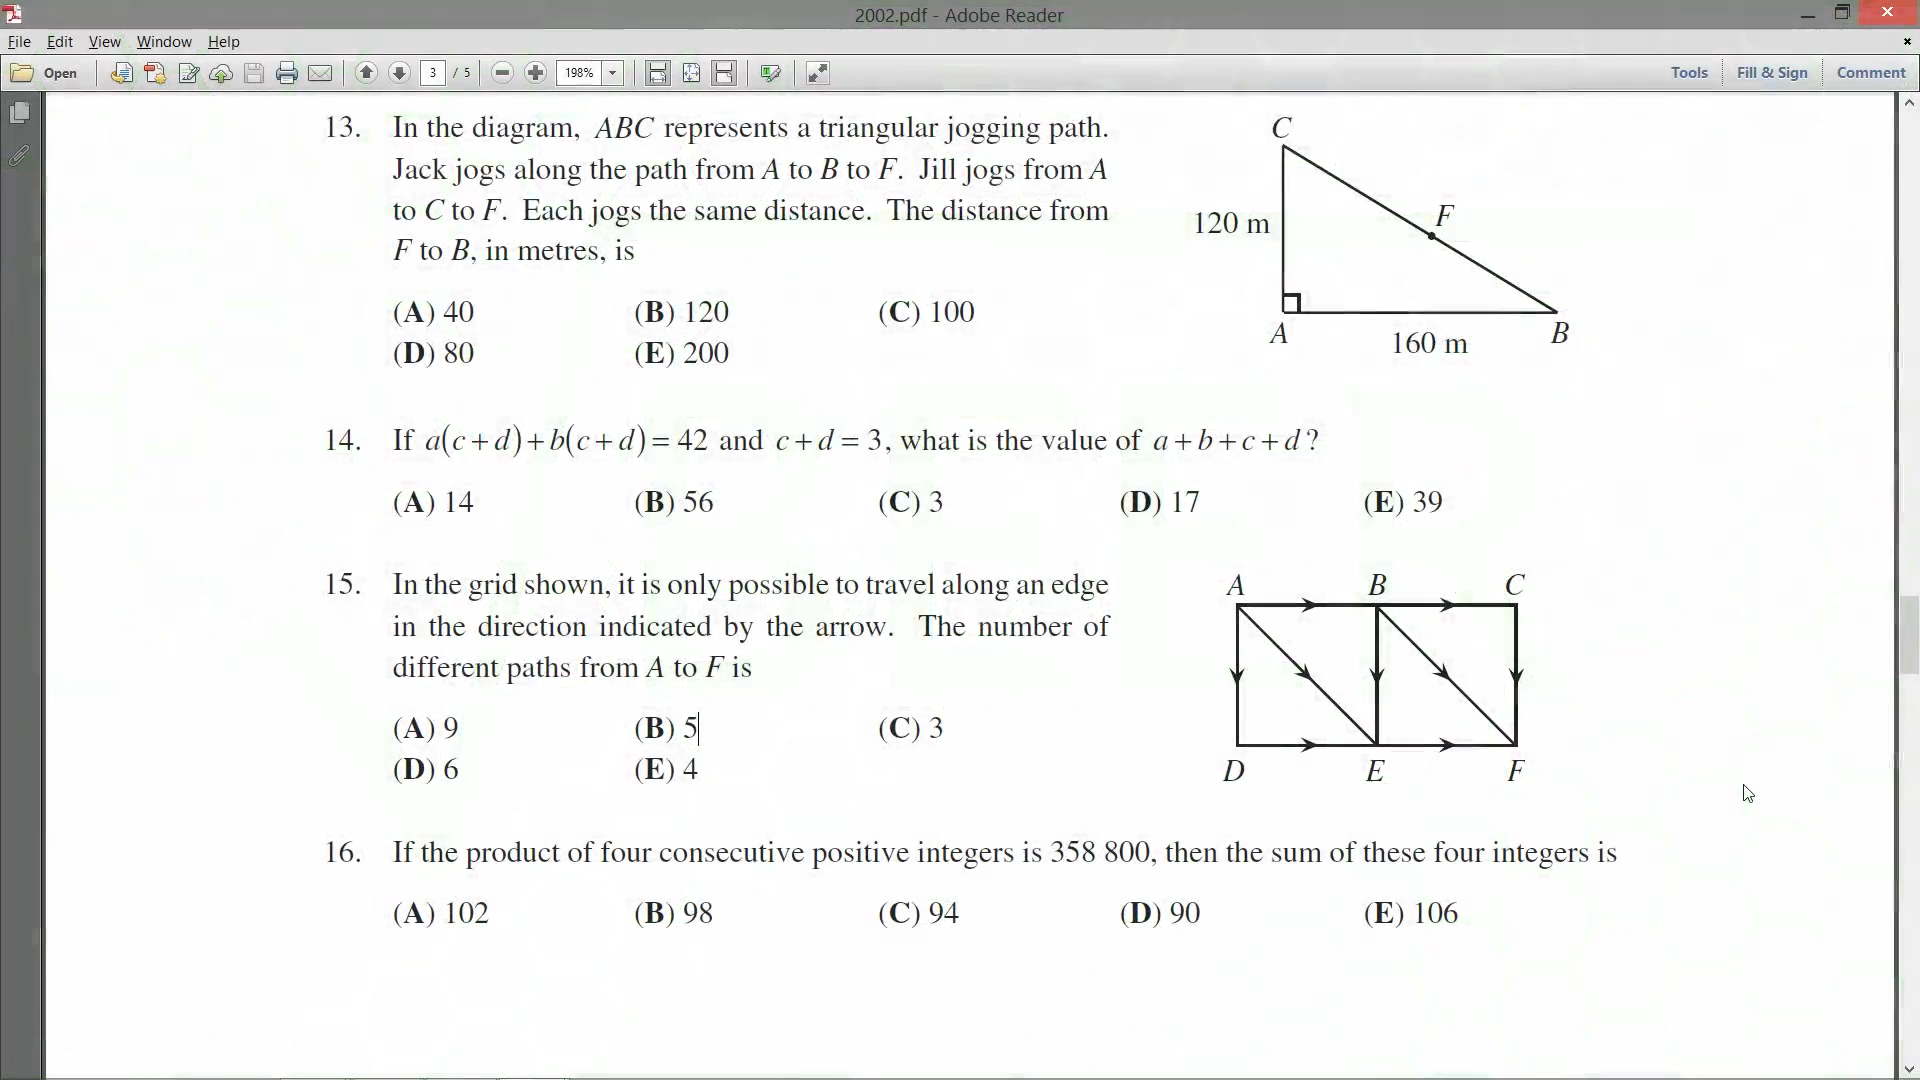 2002.pdf - Adobe Reader
File Edit View Window Help
Open 3 / 5 198% Tools Fill & Sign Comment
13. In the diagram, ABC represents a triangular jogging path.
Jack jogs along the path from A to B to F. Jill jogs from A
to C to F. Each jogs the same distance. The distance from
F to B, in metres, is
(A) 40 (B) 120 (C) 100
(D) 80 (E) 200
C
F
120 m
A
B
160 m
14. If a(c+d)+b(c+d)=42 and c+d=3, what is the value of a+b+c+d?
(A) 14 (B) 56 (C) 3 (D) 17 (E) 39
15. In the grid shown, it is only possible to travel along an edge
in the direction indicated by the arrow. The number of
different paths from A to F is
(A) 9 (B) 5 (C) 3
(D) 6 (E) 4
A B C
D E F
16. If the product of four consecutive positive integers is 358 800, then the sum of these four integers is
(A) 102 (B) 98 (C) 94 (D) 90 (E) 106